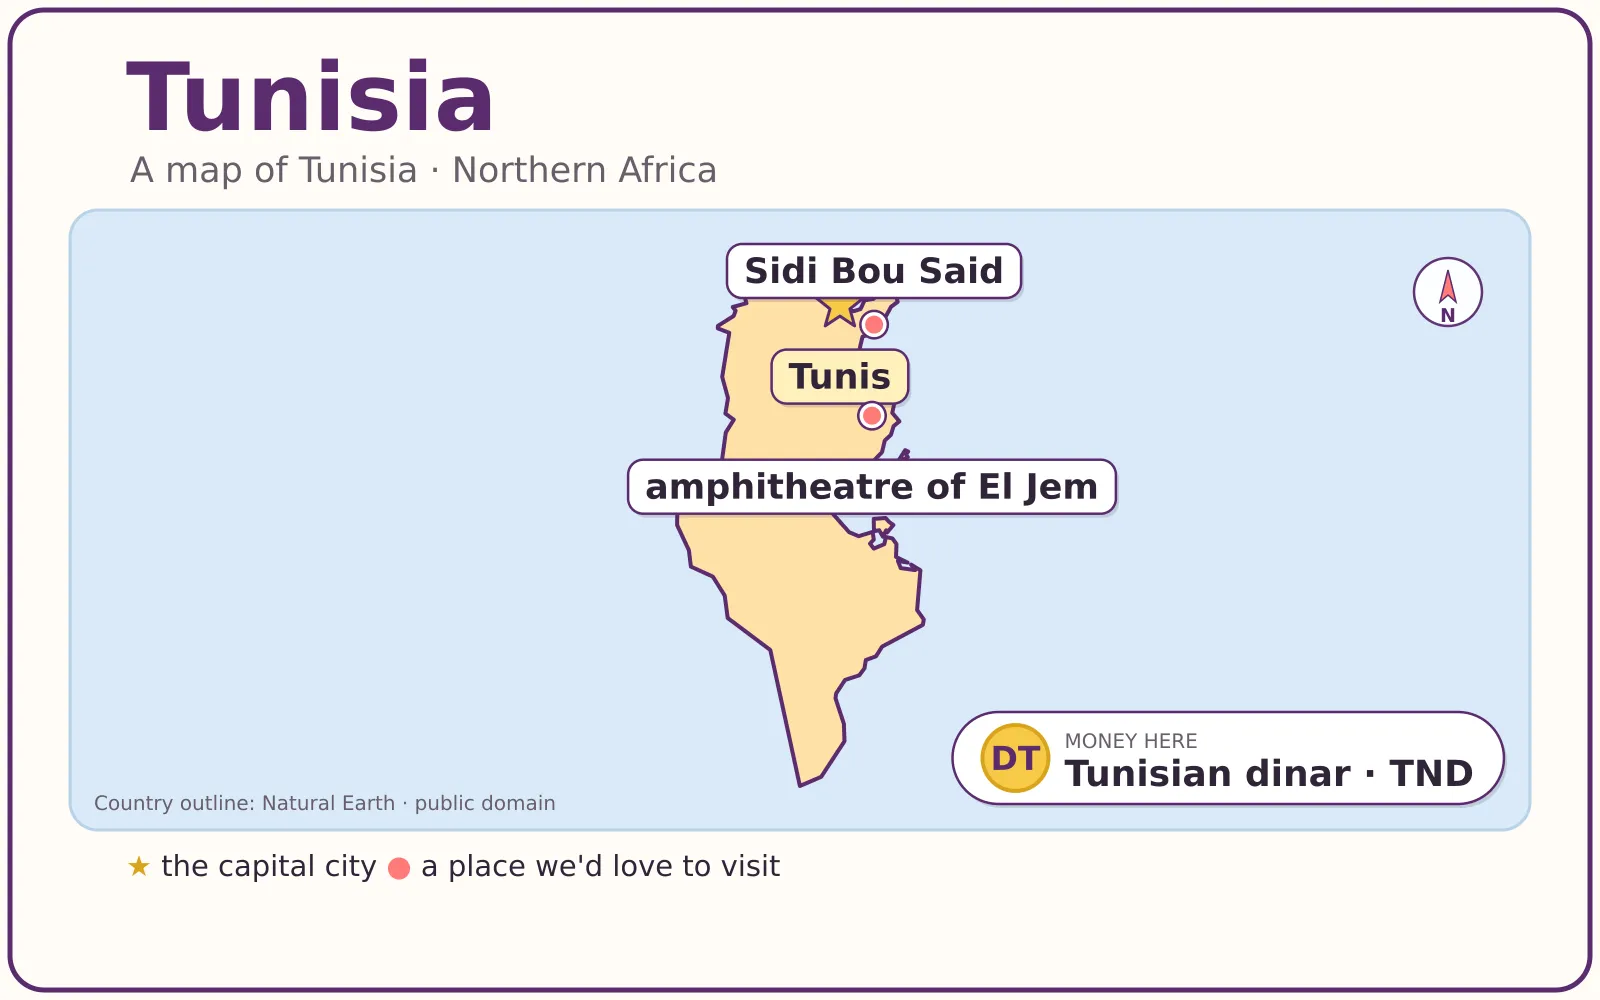 Tunisia
A map of Tunisia · Northern Africa
Sidi Bou Said
N
Tunis
amphitheatre of El Jem
DT
MONEY HERE
Tunisian dinar · TND
Country outline: Natural Earth · public domain
★ the capital city ● a place we'd love to visit